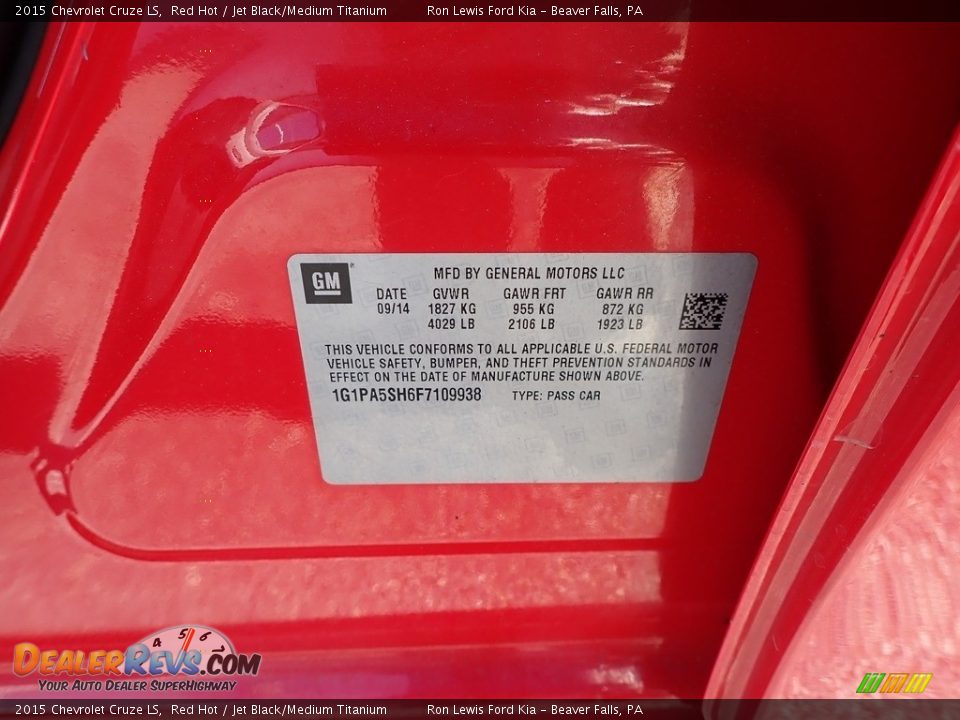 2015 Chevrolet Cruze LS,  Red Hot / Jet Black/Medium Titanium    Ron Lewis Ford Kia - Beaver Falls, PA
GM MFD BY GENERAL MOTORS LLC
DATE GVWR GAWR FRT GAWR RR
09/14 1827 KG 955 KG 872 KG
4029 LB 2106 LB 1923 LB
THIS VEHICLE CONFORMS TO ALL APPLICABLE U.S. FEDERAL MOTOR
VEHICLE SAFETY, BUMPER, AND THEFT PREVENTION STANDARDS IN
EFFECT ON THE DATE OF MANUFACTURE SHOWN ABOVE.
1G1PA5SH6F7109938 TYPE: PASS CAR
4 5 6
DEALERREVS.COM
YOUR AUTO DEALER SUPERHIGHWAY
2015 Chevrolet Cruze LS,  Red Hot / Jet Black/Medium Titanium    Ron Lewis Ford Kia - Beaver Falls, PA